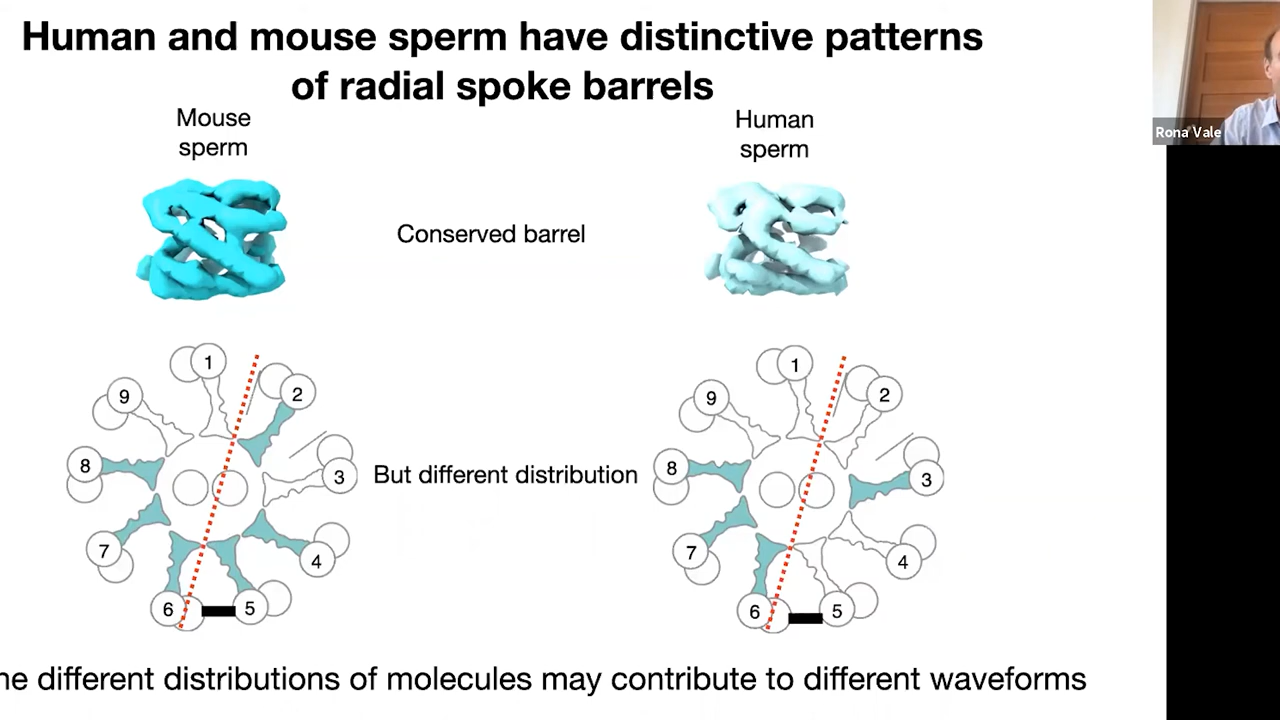 Human and mouse sperm have distinctive patterns
of radial spoke barrels
Mouse
sperm
Human
sperm
Rona Vale
Conserved barrel
1
2
3
4
5
6
7
8
9
But different distribution
1
2
3
4
5
6
7
8
9
he different distributions of molecules may contribute to different waveforms